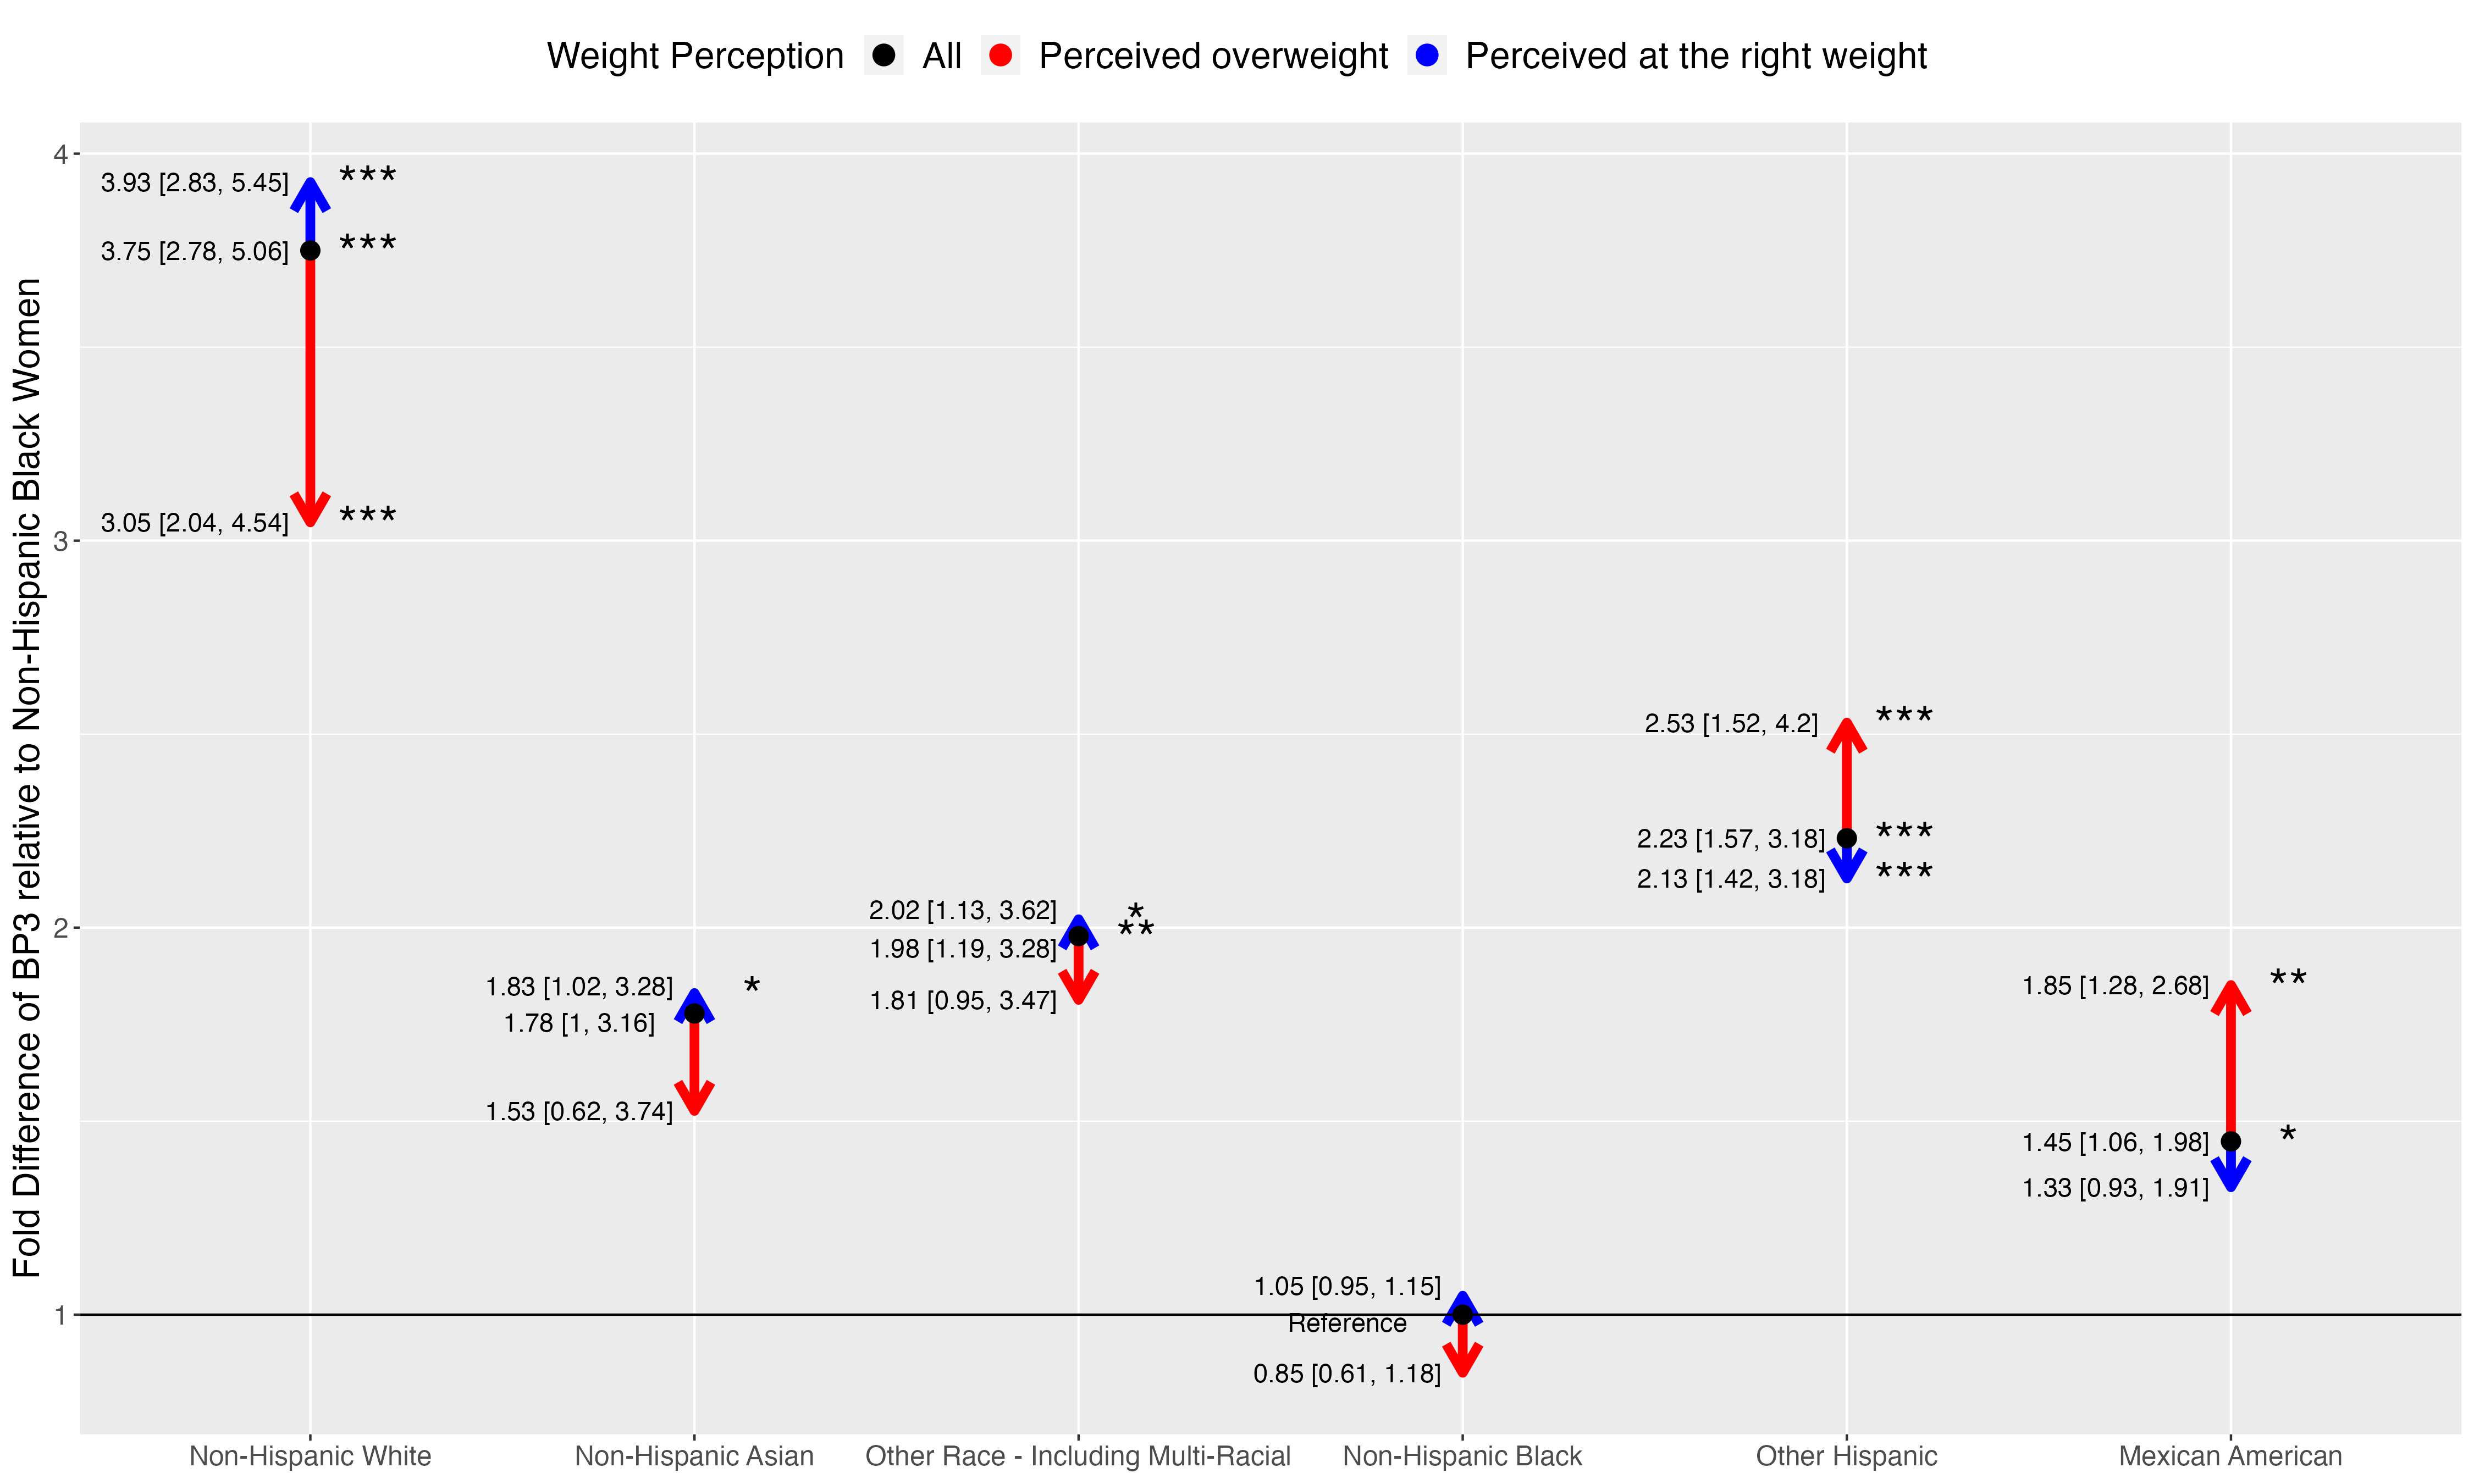 Weight Perception All Perceived overweight Perceived at the right weight
Fold Difference of BP3 relative to Non-Hispanic Black Women
4
3
2
1
3.93 [2.83, 5.45] ***
3.75 [2.78, 5.06] ***
3.05 [2.04, 4.54] ***
1.83 [1.02, 3.28] *
1.78 [1, 3.16]
1.53 [0.62, 3.74]
2.02 [1.13, 3.62] *
1.98 [1.19, 3.28] **
1.81 [0.95, 3.47]
1.05 [0.95, 1.15]
Reference
0.85 [0.61, 1.18]
2.53 [1.52, 4.2] ***
2.23 [1.57, 3.18] ***
2.13 [1.42, 3.18] ***
1.85 [1.28, 2.68] **
1.45 [1.06, 1.98] *
1.33 [0.93, 1.91]
Non-Hispanic White
Non-Hispanic Asian
Other Race - Including Multi-Racial
Non-Hispanic Black
Other Hispanic
Mexican American